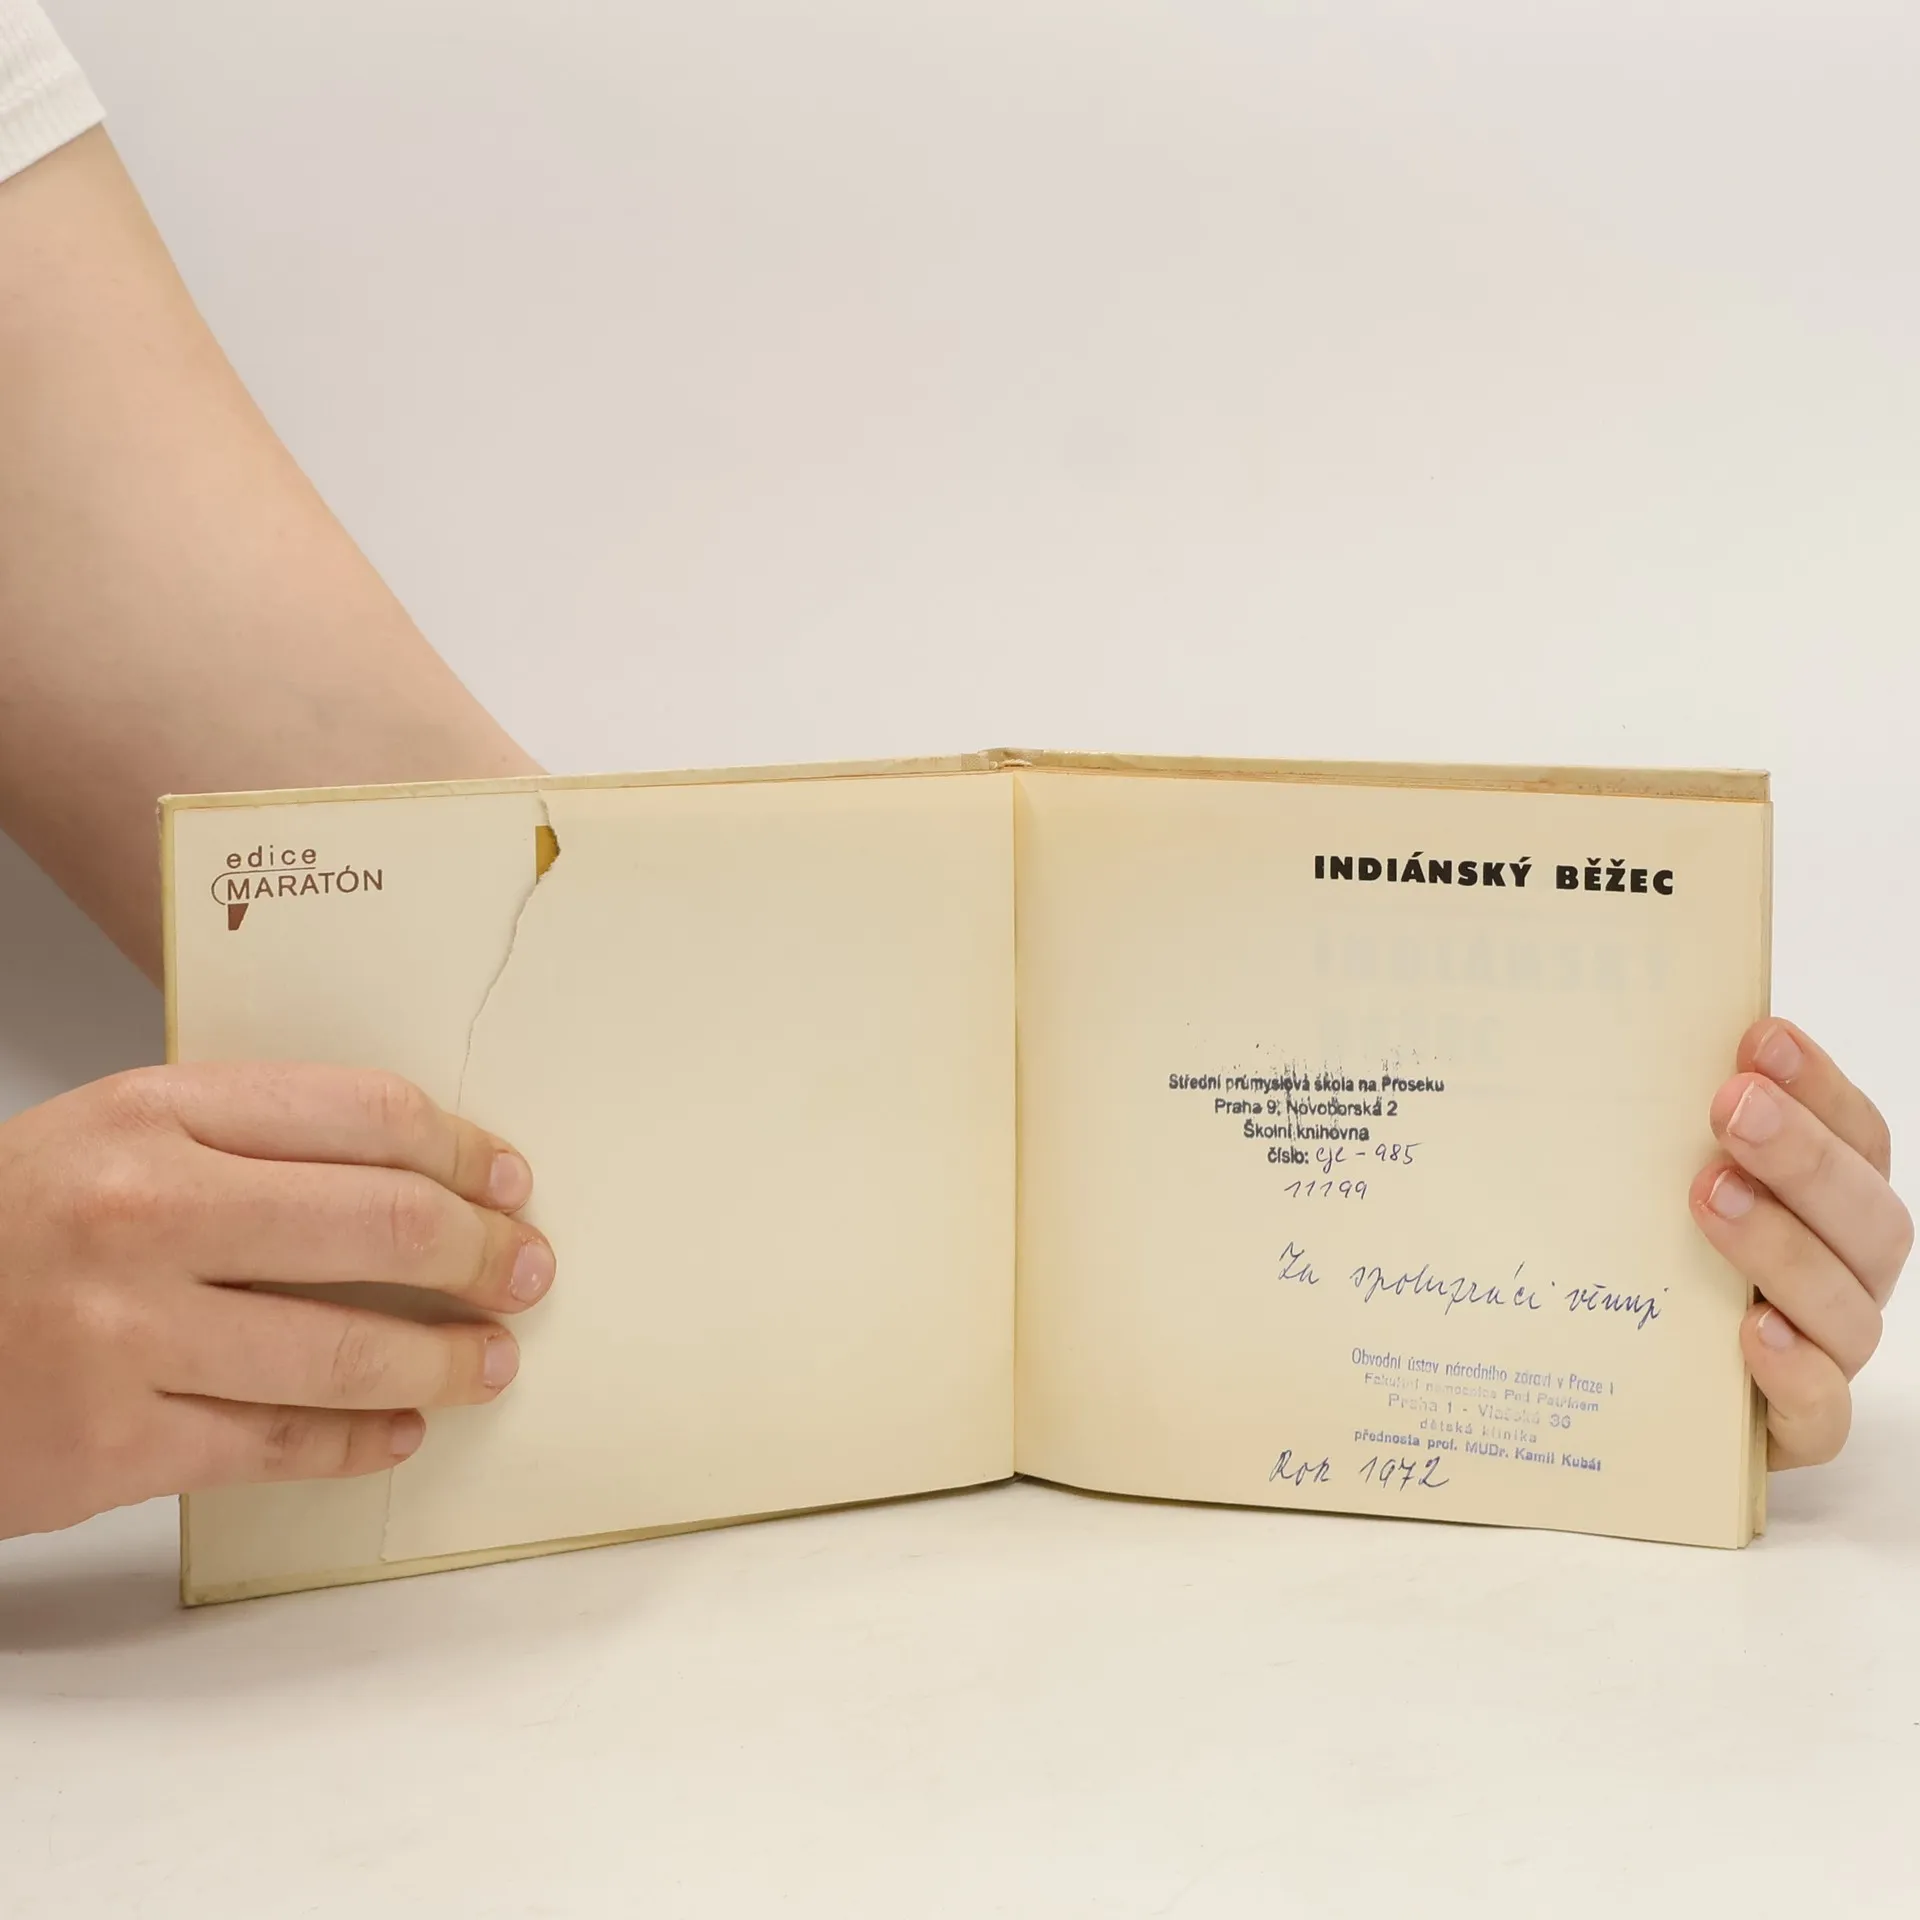 edice
MARATÓN
INDIÁNSKÝ BĚŽEC
Střední průmyslová škola na Proseku
Praha 9, Novoborská 2
Školní knihovna
číslo: cjl - 985
11199
Za spolupráci věnují
Obvodní ústav národního zdraví v Praze 1
Fakultní nemocnice Pod Petřínem
Praha 1 - Vlašská 36
dětská klinika
přednosta prof. MUDr. Kamil Kubát
Rok 1972